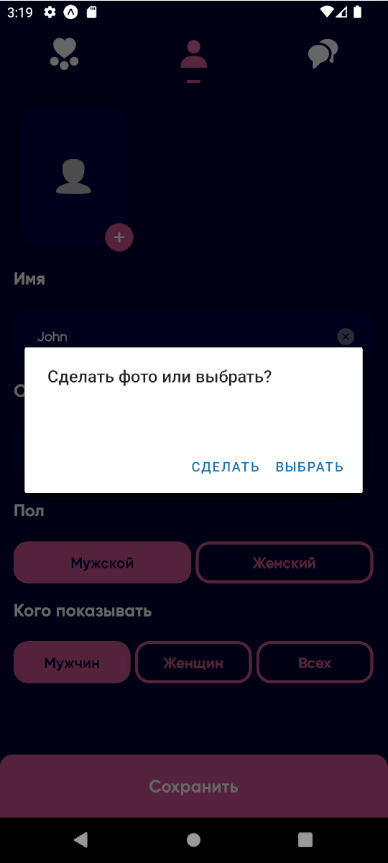 3:19
Имя
John
О
Сделать фото или выбрать?
СДЕЛАТЬ ВЫБРАТЬ
Пол
Мужской Женский
Кого показывать
Мужчин Женщин Всех
Сохранить